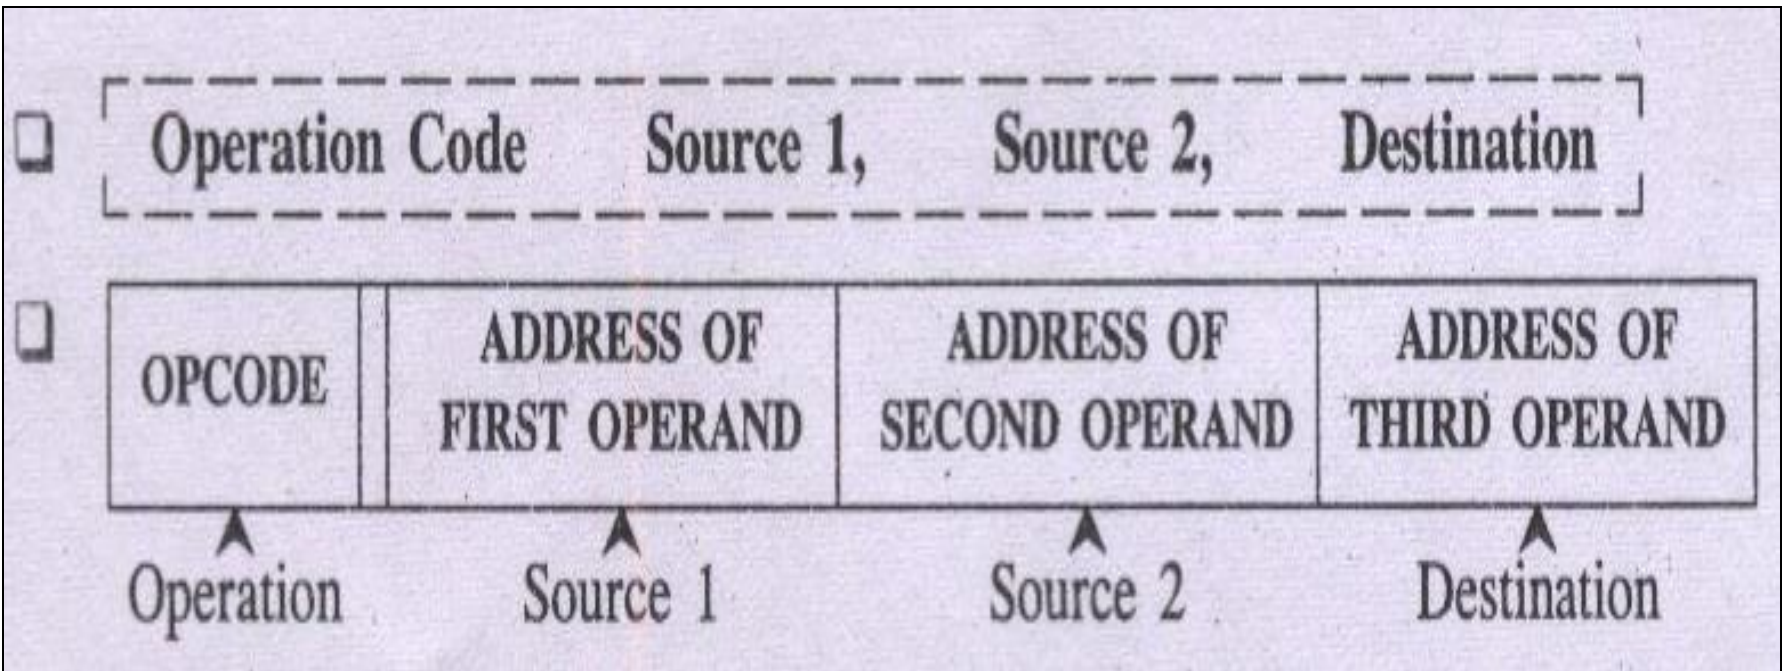 Operation Code Source 1, Source 2, Destination
OPCODE
ADDRESS OF
FIRST OPERAND
ADDRESS OF
SECOND OPERAND
ADDRESS OF
THIRD OPERAND
Operation Source 1 Source 2 Destination